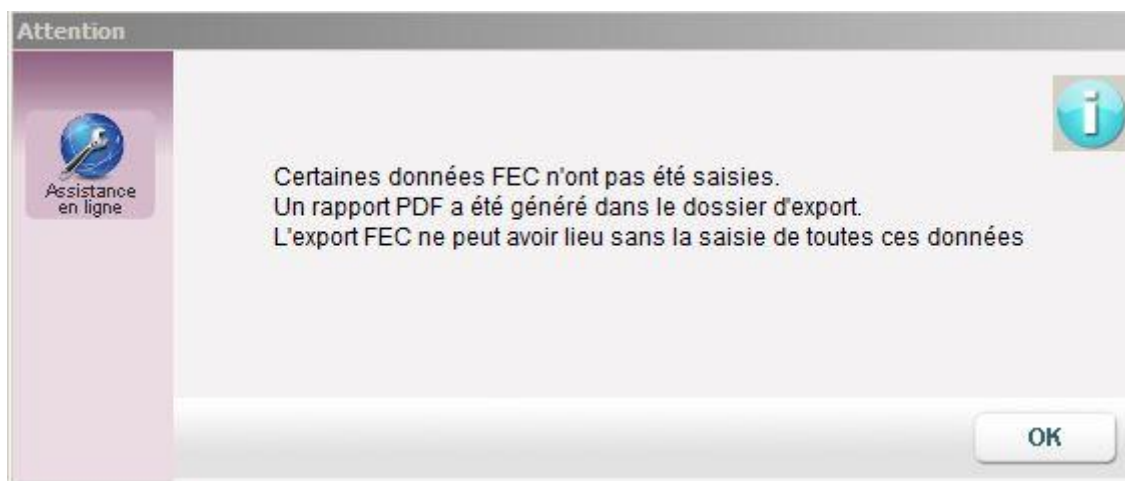 Attention
Assistance
en ligne
Certaines données FEC n'ont pas été saisies.
Un rapport PDF a été généré dans le dossier d'export.
L'export FEC ne peut avoir lieu sans la saisie de toutes ces données
OK